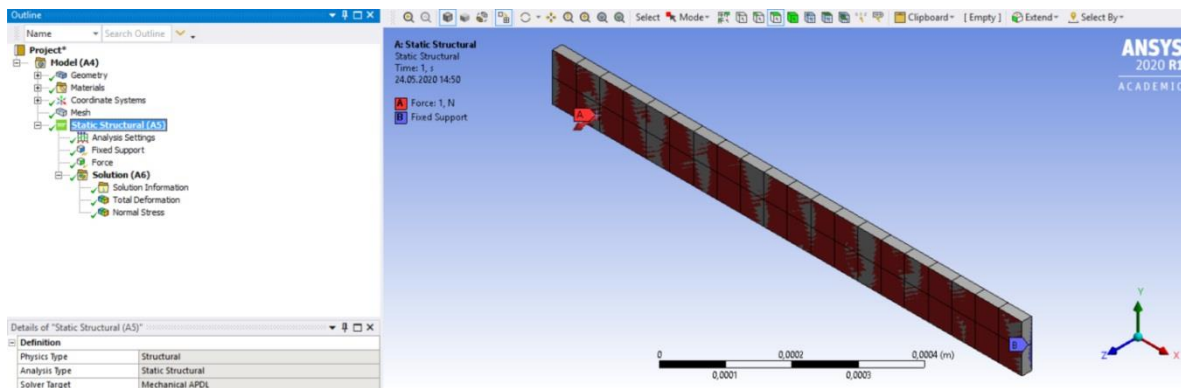 Outline
Name
Search Outline
Project*
Model (A4)
Geometry
Materials
Coordinate Systems
Mesh
Static Structural (A5)
Analysis Settings
Fixed Support
Force
Solution (A6)
Solution Information
Total Deformation
Normal Stress
Details of "Static Structural (A5)"
Definition
Physics Type Structural
Analysis Type Static Structural
Solver Target Mechanical APDL
Select Mode Clipboard [Empty] Extend Select By
A: Static Structural
Static Structural
Time: 1, s
24.05.2020 14:50
A Force: 1, N
B Fixed Support
ANSYS
2020 R1
ACADEMIC
A
B
0 0,0002 0,0004 (m)
0,0001 0,0003
Y
Z X